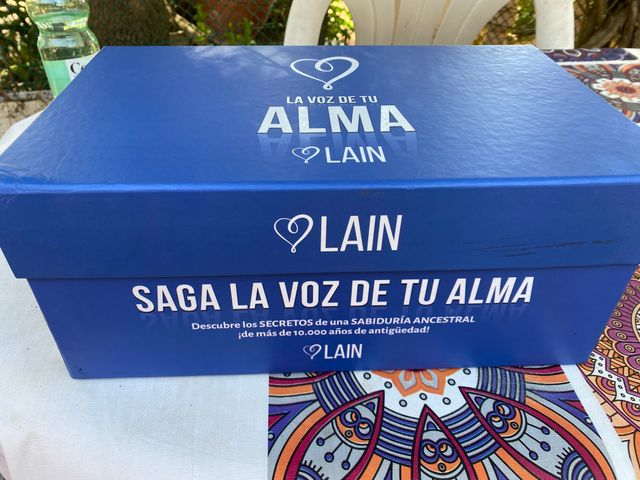 LA VOZ DE TU
ALMA
LAIN
LAIN
SAGA LA VOZ DE TU ALMA
Descubre los SECRETOS de una SABIDURÍA ANCESTRAL
¡de más de 10.000 años de antigüedad!
LAIN